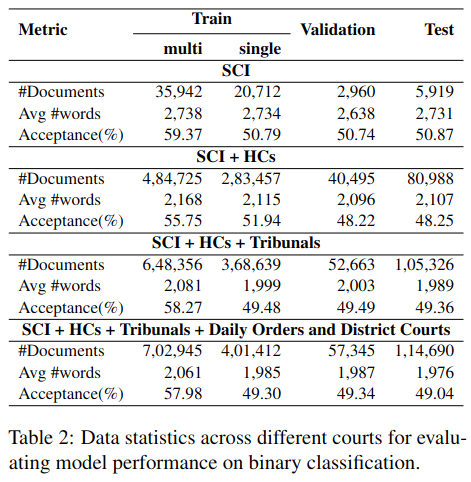 Metric Train Validation Test
multi single
SCI
#Documents 35,942 20,712 2,960 5,919
Avg #words 2,738 2,734 2,638 2,731
Acceptance(%) 59.37 50.79 50.74 50.87
SCI + HCs
#Documents 4,84,725 2,83,457 40,495 80,988
Avg #words 2,168 2,115 2,096 2,107
Acceptance(%) 55.75 51.94 48.22 48.25
SCI + HCs + Tribunals
#Documents 6,48,356 3,68,639 52,663 1,05,326
Avg #words 2,081 1,999 2,003 1,989
Acceptance(%) 58.27 49.48 49.49 49.36
SCI + HCs + Tribunals + Daily Orders and District Courts
#Documents 7,02,945 4,01,412 57,345 1,14,690
Avg #words 2,061 1,985 1,987 1,976
Acceptance(%) 57.98 49.30 49.34 49.04
Table 2: Data statistics across different courts for evalu-
ating model performance on binary classification.